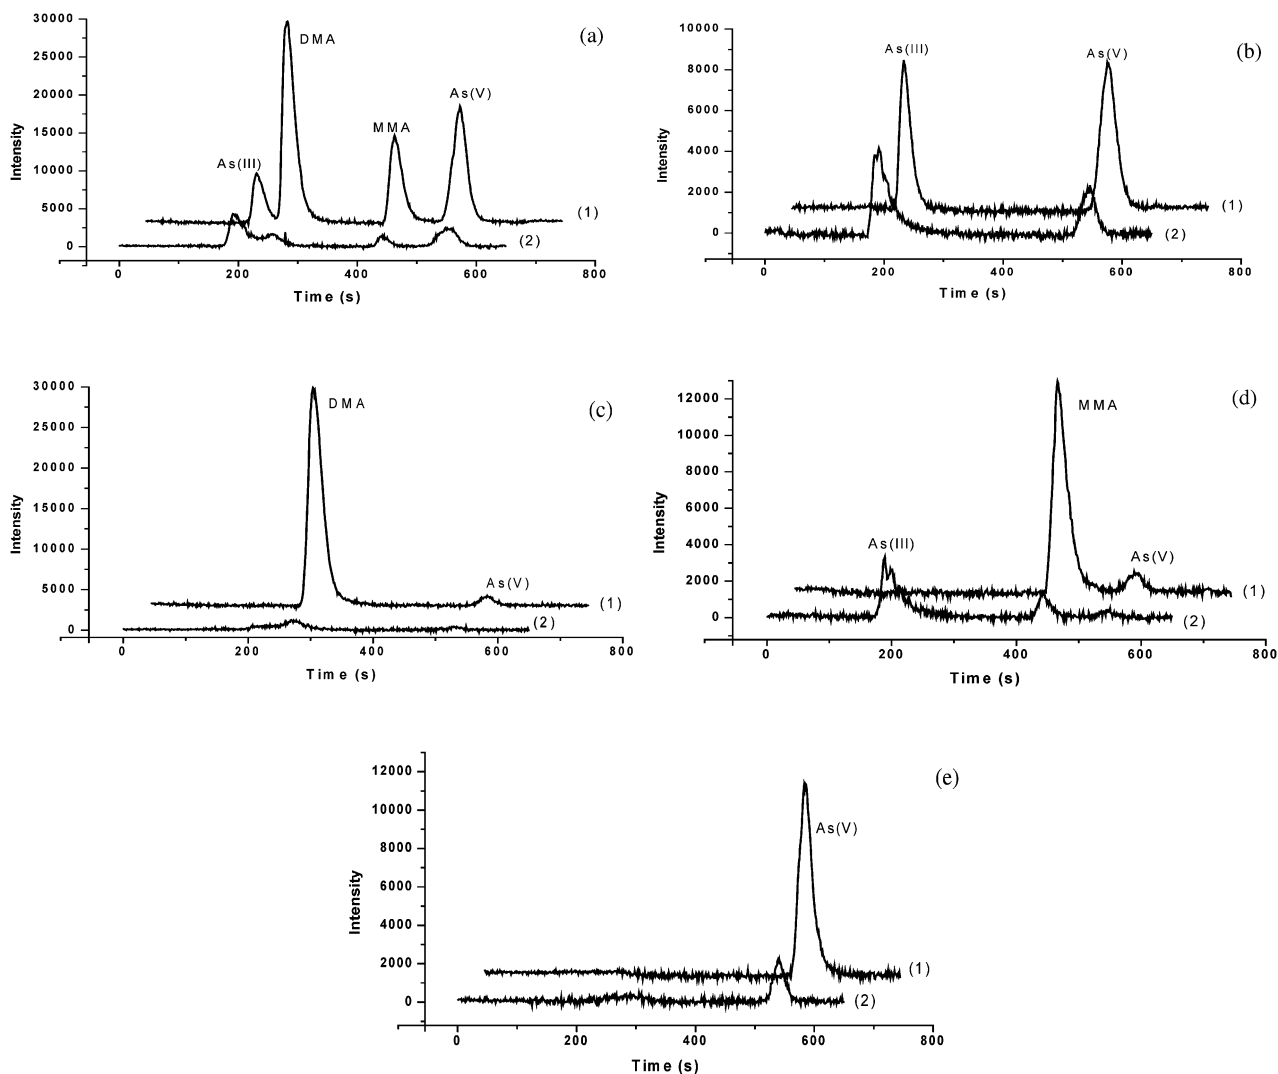 (a)
30000
25000
20000
15000
10000
5000
0
Intensity
DMA
As(III)
MMA
As(V)
(1)
(2)
0 200 400 600 800
Time (s)
(b)
10000
8000
6000
4000
2000
0
Intensity
As(III)
As(V)
(1)
(2)
0 200 400 600 800
Time (s)
(c)
30000
25000
20000
15000
10000
5000
0
Intensity
DMA
As(V)
(1)
(2)
0 200 400 600 800
Time (s)
(d)
12000
10000
8000
6000
4000
2000
0
Intensity
MMA
As(III)
As(V)
(1)
(2)
0 200 400 600 800
Time (s)
(e)
12000
10000
8000
6000
4000
2000
0
Intensity
As(V)
(1)
(2)
0 200 400 600 800
Time (s)